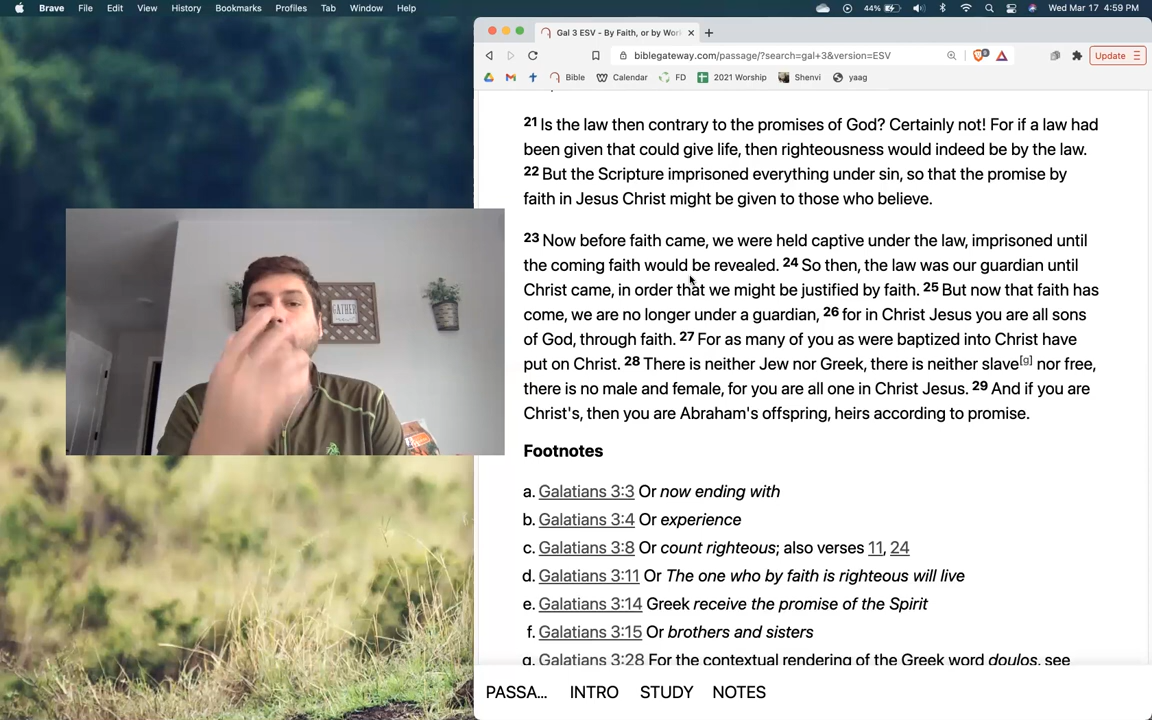 Brave File Edit View History Bookmarks Profiles Tab Window Help 44% Wed Mar 17 4:59 PM
Gal 3 ESV - By Faith, or by Wor
biblegateway.com/passage/?search=gal+3&version=ESV Update
Bible Calendar FD 2021 Worship Shenvi yaag
21 Is the law then contrary to the promises of God? Certainly not! For if a law had
been given that could give life, then righteousness would indeed be by the law.
22 But the Scripture imprisoned everything under sin, so that the promise by
faith in Jesus Christ might be given to those who believe.
23 Now before faith came, we were held captive under the law, imprisoned until
the coming faith would be revealed. 24 So then, the law was our guardian until
Christ came, in order that we might be justified by faith. 25 But now that faith has
come, we are no longer under a guardian, 26 for in Christ Jesus you are all sons
of God, through faith. 27 For as many of you as were baptized into Christ have
put on Christ. 28 There is neither Jew nor Greek, there is neither slave[g] nor free,
there is no male and female, for you are all one in Christ Jesus. 29 And if you are
Christ's, then you are Abraham's offspring, heirs according to promise.
GATHER
Footnotes
a. Galatians 3:3 Or now ending with
b. Galatians 3:4 Or experience
c. Galatians 3:8 Or count righteous; also verses 11, 24
d. Galatians 3:11 Or The one who by faith is righteous will live
e. Galatians 3:14 Greek receive the promise of the Spirit
f. Galatians 3:15 Or brothers and sisters
g. Galatians 3:28 For the contextual rendering of the Greek word doulos, see
PASSA... INTRO STUDY NOTES